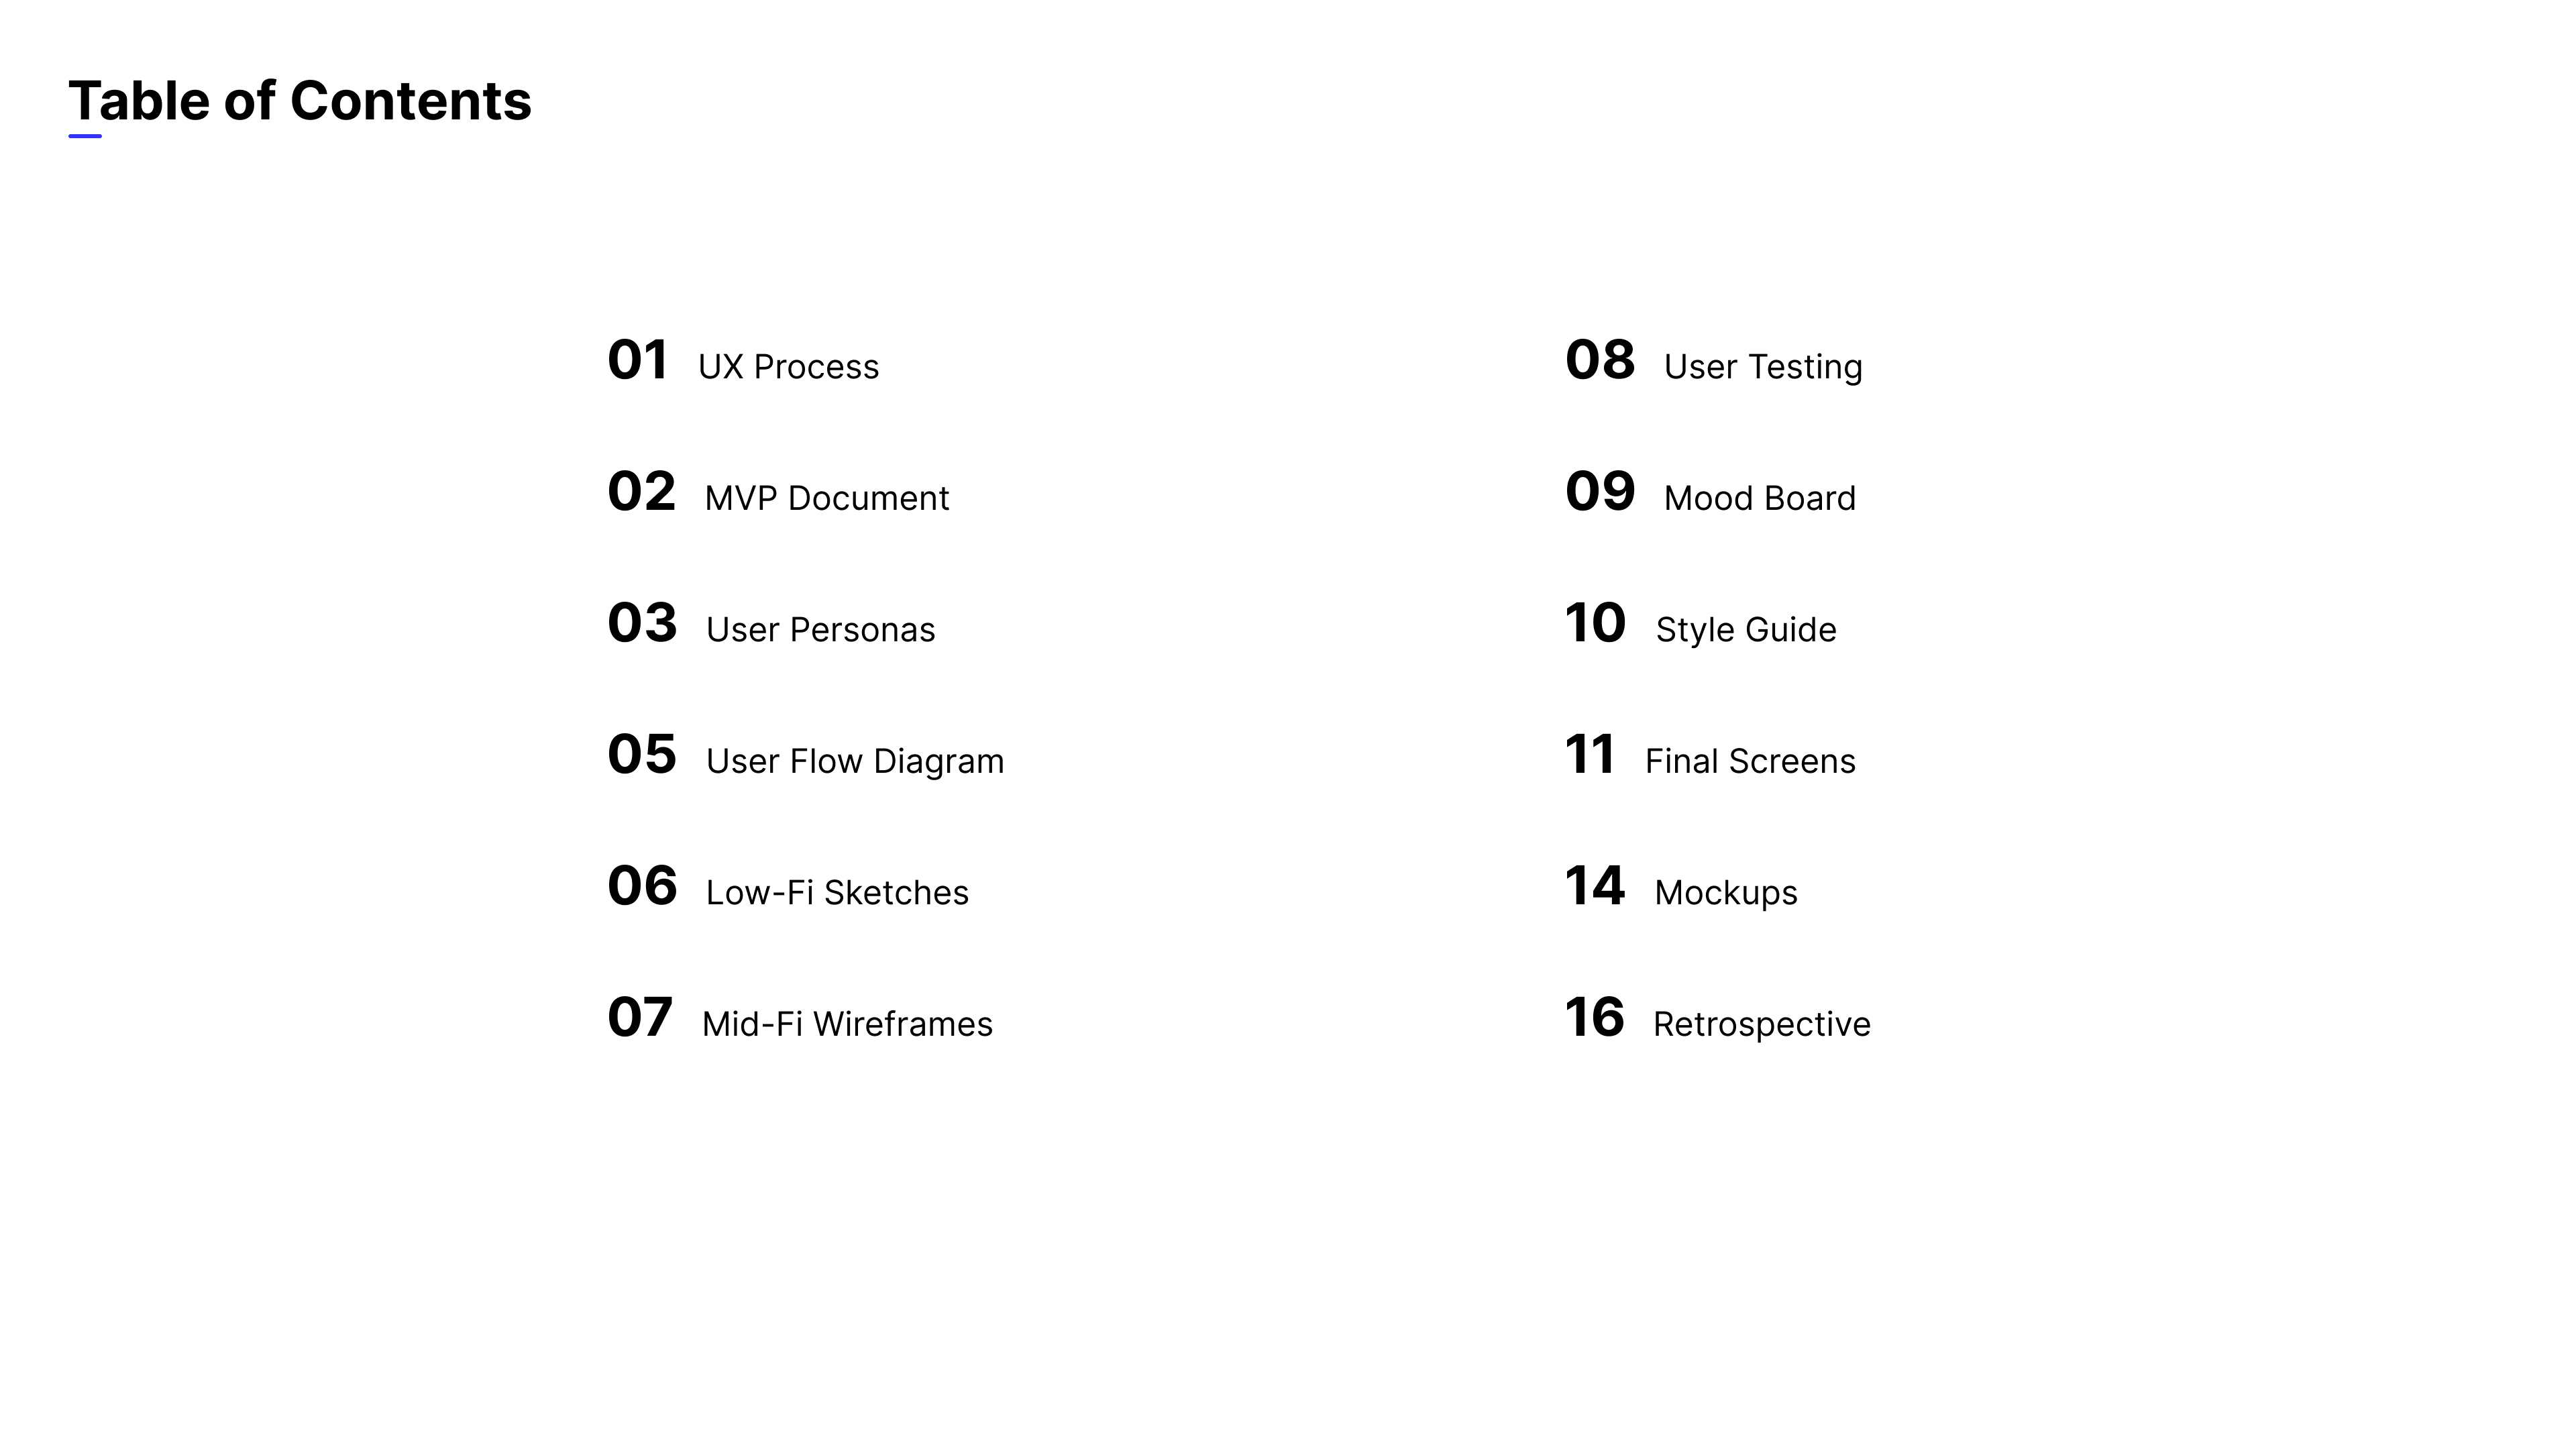 Table of Contents
01 UX Process
02 MVP Document
03 User Personas
05 User Flow Diagram
06 Low-Fi Sketches
07 Mid-Fi Wireframes
08 User Testing
09 Mood Board
10 Style Guide
11 Final Screens
14 Mockups
16 Retrospective